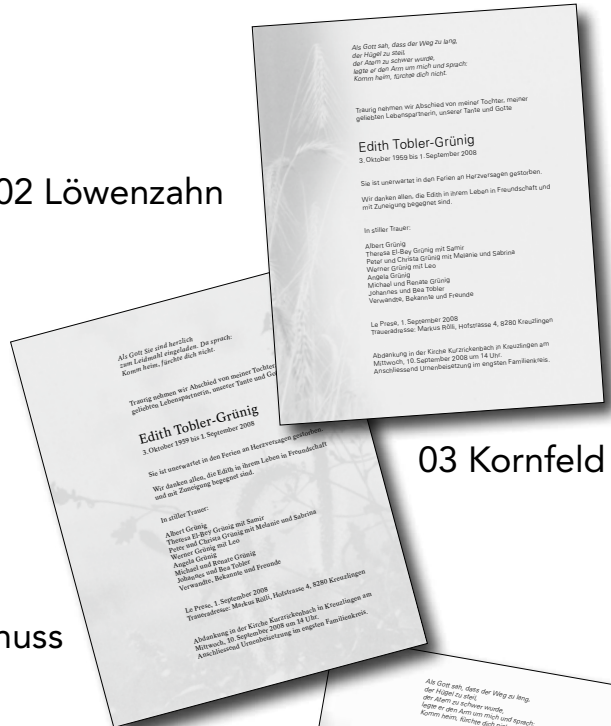 Als Gott sah, dass der Weg zu lang,
der Hügel zu steil,
der Atem zu schwer wurde,
legte er den Arm um mich und sprach:
Komm heim, fürchte dich nicht.
Traurig nehmen wir Abschied von meiner Tochter, meiner
geliebten Lebenspartnerin, unserer Tante und Gotte
Edith Tobler-Grünig
3. Oktober 1959 bis 1. September 2008
Sie ist unerwartet in den Ferien an Herzversagen gestorben.
Wir danken allen, die Edith in ihrem Leben in Freundschaft und
mit Zuneigung begegnet sind.
In stiller Trauer:
Albert Grünig
Theresa El-Bey Grünig mit Samir
Peter und Christa Grünig mit Melanie und Sabrina
Werner Grünig mit Leo
Angela Grünig
Michael und Renate Grünig
Johannes und Bea Tobler
Verwandte, Bekannte und Freunde
Le Prese, 1. September 2008
Traueradresse: Markus Rölli, Hofstrasse 4, 8280 Kreuzlingen
Abdankung in der Kirche Kurzrickenbach in Kreuzlingen am
Mittwoch, 10. September 2008 um 14 Uhr.
Anschliessend Urnenbeisetzung im engsten Familienkreis.
02 Löwenzahn
Als Gott Sie sind herzlich
zum Leidmahl eingeladen. Da sprach:
Komm heim, fürchte dich nicht.
Traurig nehmen wir Abschied von meiner Tochter
geliebten Lebenspartnerin, unserer Tante und Go
Edith Tobler-Grünig
3. Oktober 1959 bis 1. September 2008
Sie ist unerwartet in den Ferien an Herzversagen gestorben.
Wir danken allen, die Edith in ihrem Leben in Freundschaft
und mit Zuneigung begegnet sind.
In stiller Trauer:
Albert Grünig
Theresa El-Bey Grünig mit Samir
Peter und Christa Grünig mit Melanie und Sabrina
Werner Grünig mit Leo
Angela Grünig
Michael und Renate Grünig
Johannes und Bea Tobler
Verwandte, Bekannte und Freunde
Le Prese, 1. September 2008
Traueradresse: Markus Rölli, Hofstrasse 4, 8280 Kreuzlingen
Abdankung in der Kirche Kurzrickenbach in Kreuzlingen am
Mittwoch, 10. September 2008 um 14 Uhr.
Anschliessend Urnenbeisetzung im engsten Familienkreis.
03 Kornfeld
nuss
Als Gott sah, dass der Weg zu lang,
der Hügel zu steil,
der Atem zu schwer wurde,
legte er den Arm um mich und sprach:
Komm heim, fürchte dich